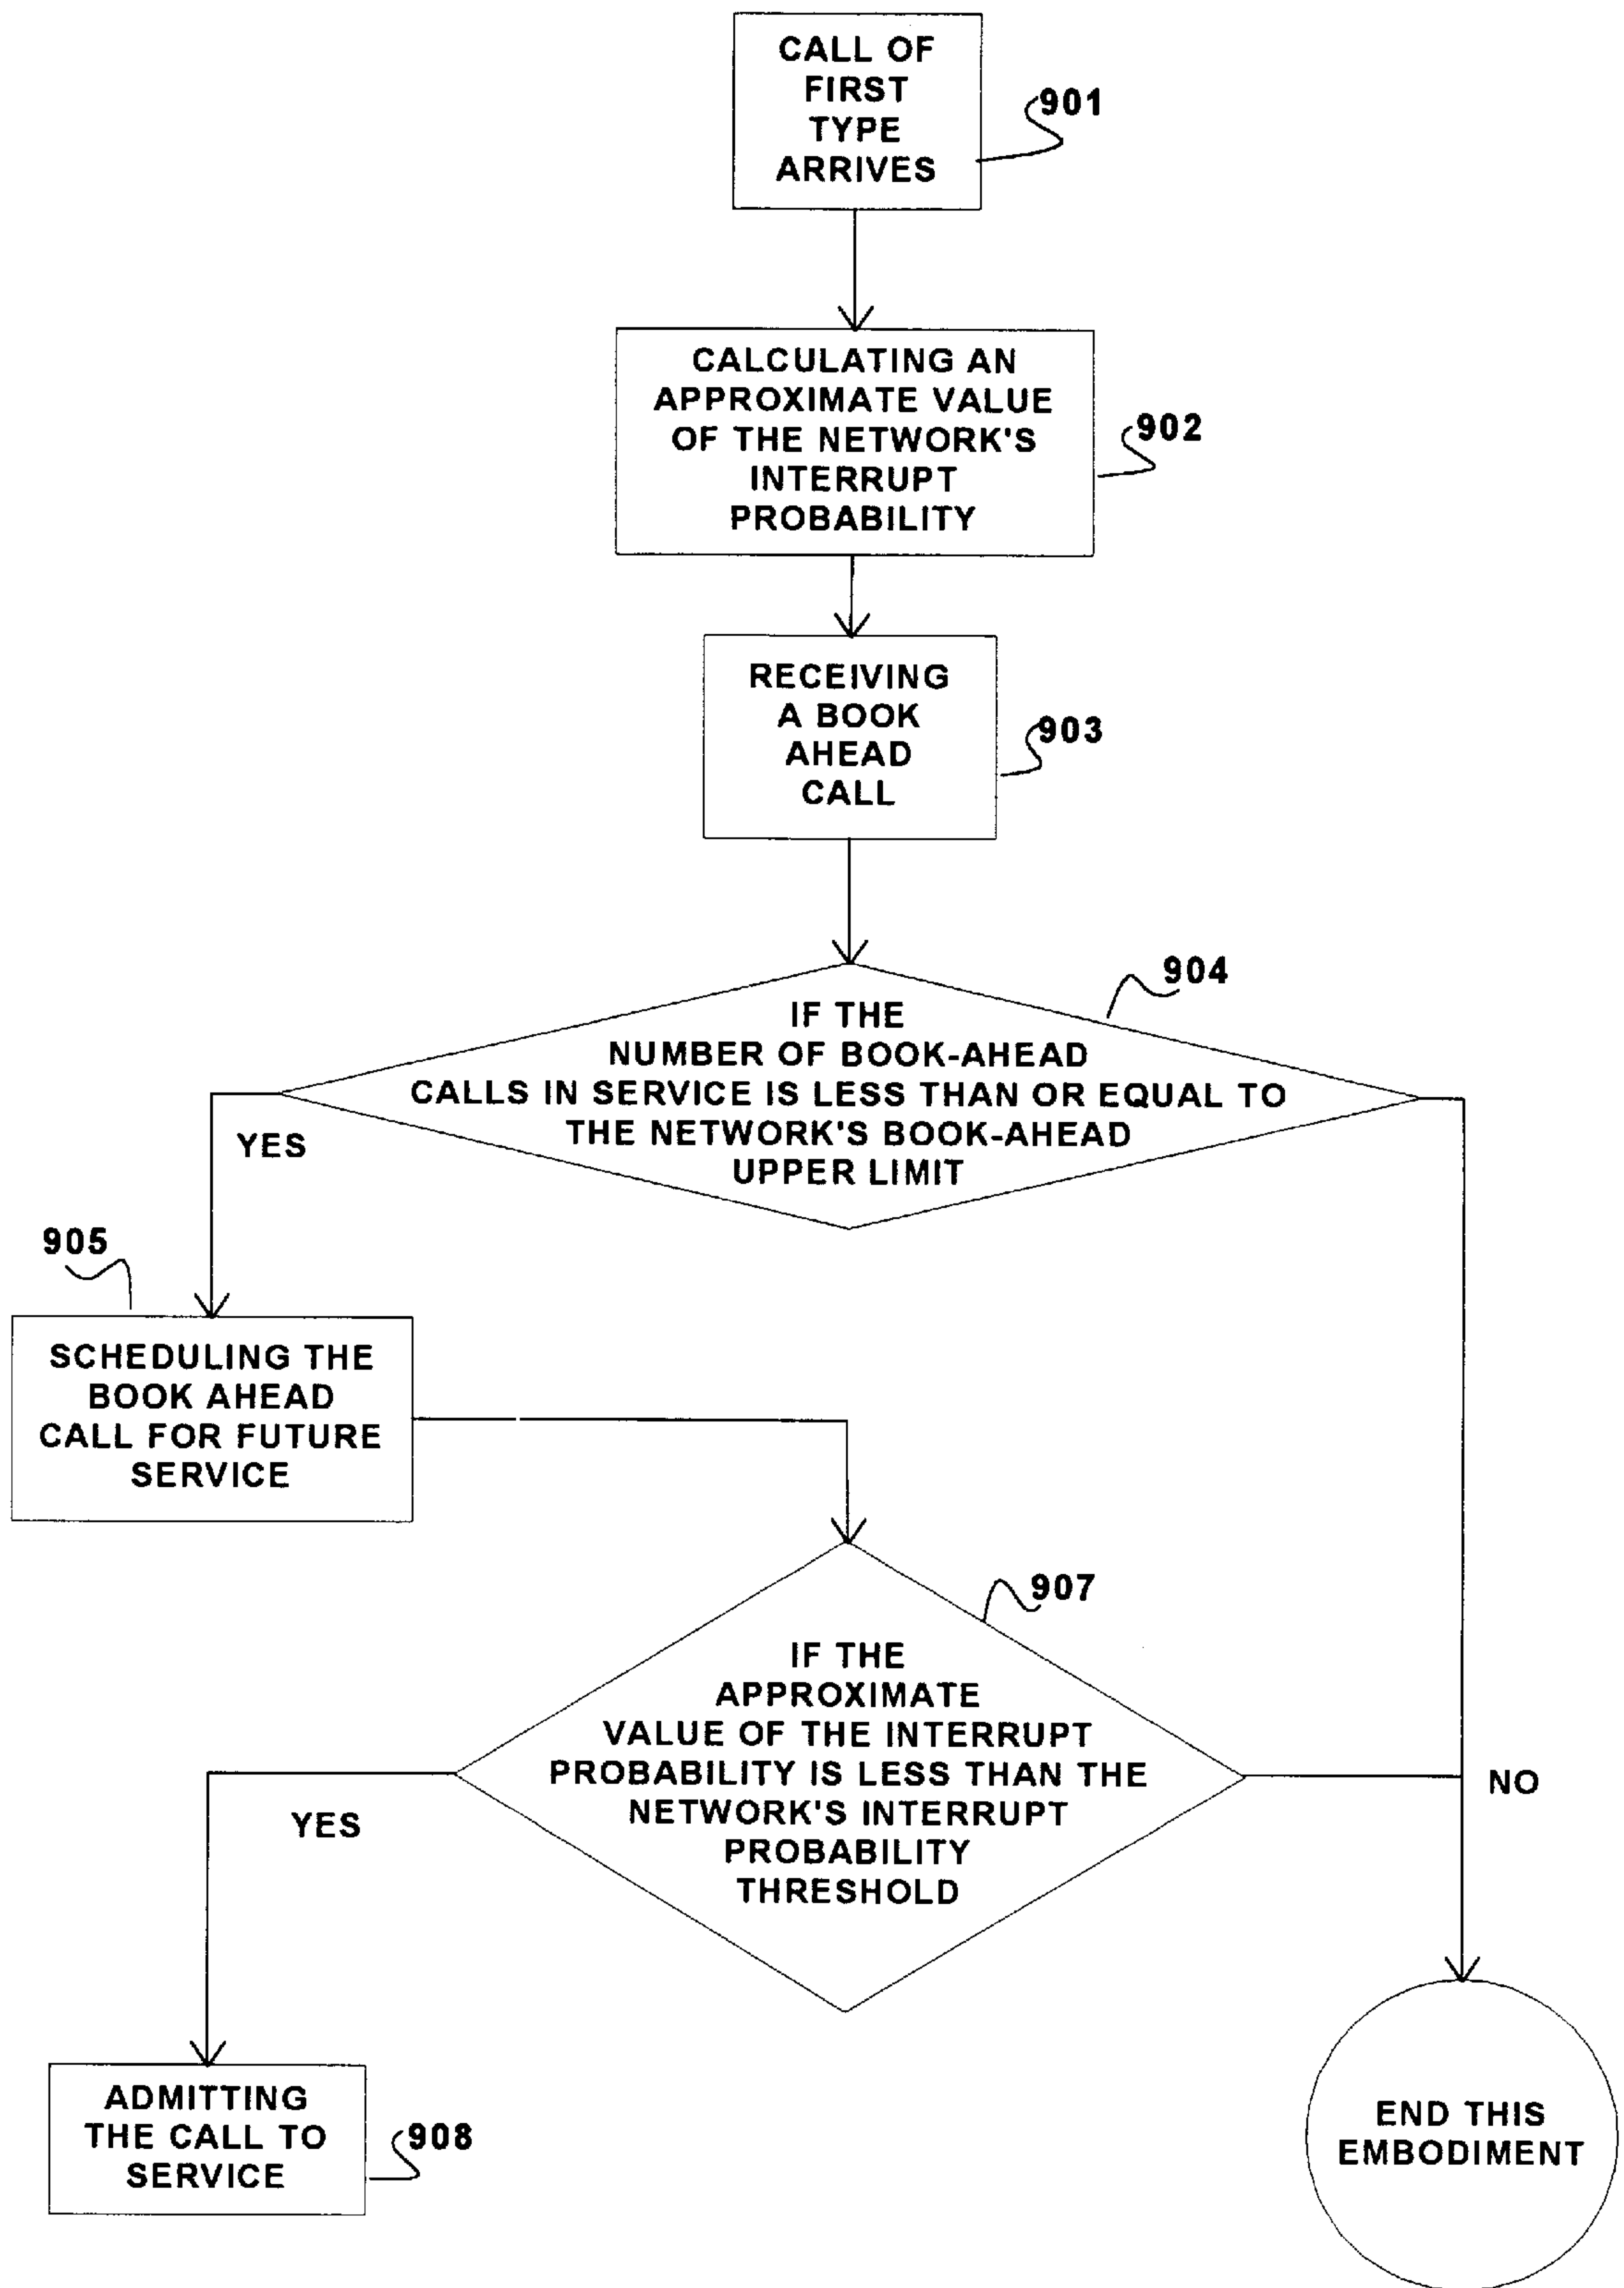 CALL OF
FIRST
TYPE
ARRIVES
901
CALCULATING AN
APPROXIMATE VALUE
OF THE NETWORK'S
INTERRUPT
PROBABILITY
902
RECEIVING
A BOOK
AHEAD
CALL
903
904
IF THE
NUMBER OF BOOK-AHEAD
CALLS IN SERVICE IS LESS THAN OR EQUAL TO
THE NETWORK'S BOOK-AHEAD
UPPER LIMIT
YES
905
SCHEDULING THE
BOOK AHEAD
CALL FOR FUTURE
SERVICE
907
IF THE
APPROXIMATE
VALUE OF THE INTERRUPT
PROBABILITY IS LESS THAN THE
NETWORK'S INTERRUPT
PROBABILITY
THRESHOLD
NO
YES
ADMITTING
THE CALL TO
SERVICE
908
END THIS
EMBODIMENT